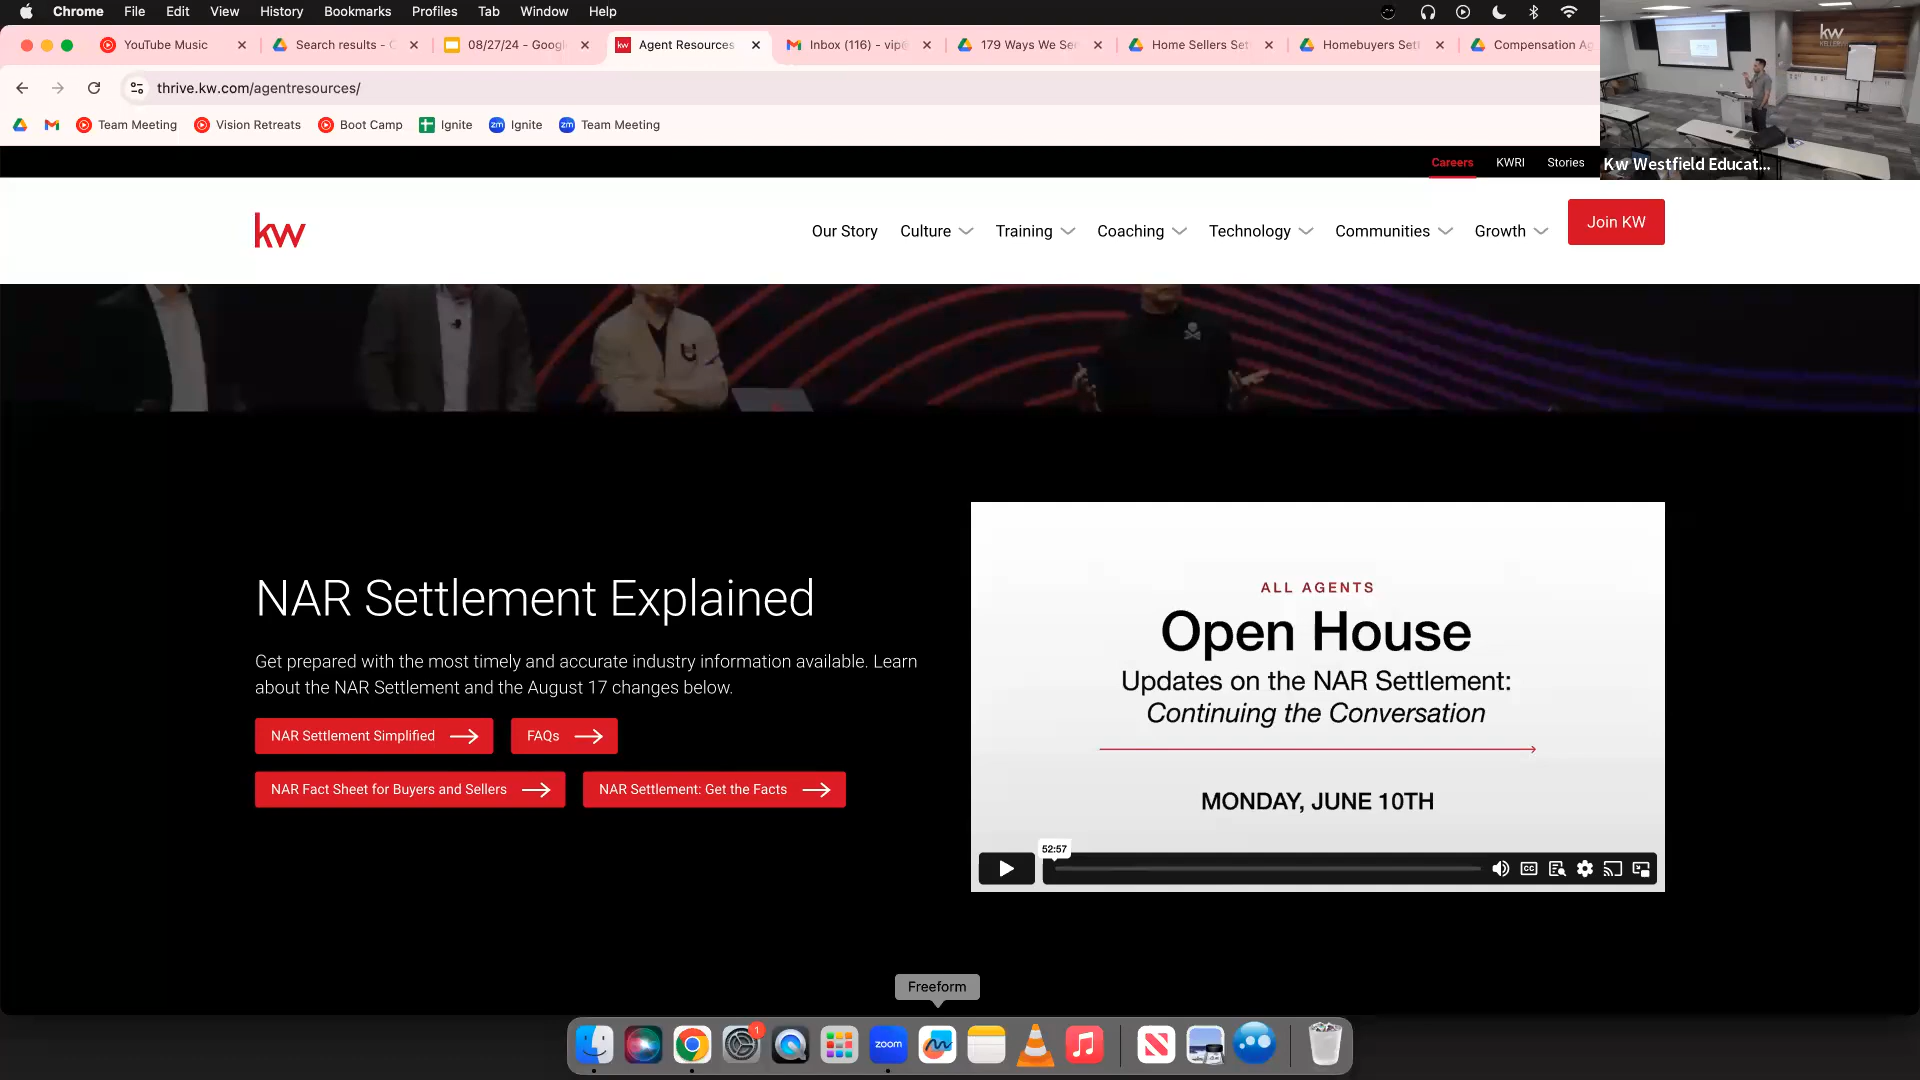 Chrome File Edit View History Bookmarks Profiles Tab Window Help
YouTube Music
Search results -
08/27/24 - Googl
Agent Resources
Inbox (116) - vip@
179 Ways We Se
Home Sellers Set
Homebuyers Set
Compensation Ag
thrive.kw.com/agentresources/
Team Meeting
Vision Retreats
Boot Camp
Ignite
Ignite
Team Meeting
Careers KWRI Stories
kw
Kw Westfield Educat...
kw
Our Story Culture Training Coaching Technology Communities Growth Join KW
NAR Settlement Explained
Get prepared with the most timely and accurate industry information available. Learn
about the NAR Settlement and the August 17 changes below.
NAR Settlement Simplified
FAQs
NAR Fact Sheet for Buyers and Sellers
NAR Settlement: Get the Facts
ALL AGENTS
Open House
Updates on the NAR Settlement:
Continuing the Conversation
MONDAY, JUNE 10TH
52:57
CC
Freeform
1
zoom